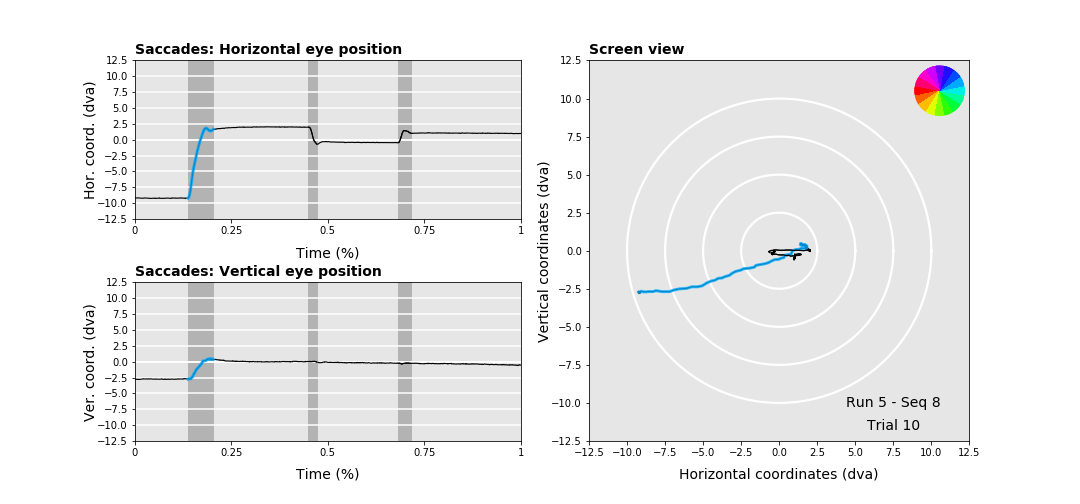 Saccades: Horizontal eye position
12.5
10.0
7.5
5.0
2.5
0.0
−2.5
−5.0
−7.5
−10.0
−12.5
Hor. coord. (dva)
0 0.25 0.5 0.75 1
Time (%)
Saccades: Vertical eye position
12.5
10.0
7.5
5.0
2.5
0.0
−2.5
−5.0
−7.5
−10.0
−12.5
Ver. coord. (dva)
0 0.25 0.5 0.75 1
Time (%)
Screen view
10.0
7.5
5.0
2.5
0.0
−2.5
−5.0
−7.5
−10.0
−12.5
Vertical coordinates (dva)
Run 5 - Seq 8
Trial 10
−12.5 −10.0 −7.5 −5.0 −2.5 0.0 2.5 5.0 7.5 10.0 12.5
Horizontal coordinates (dva)